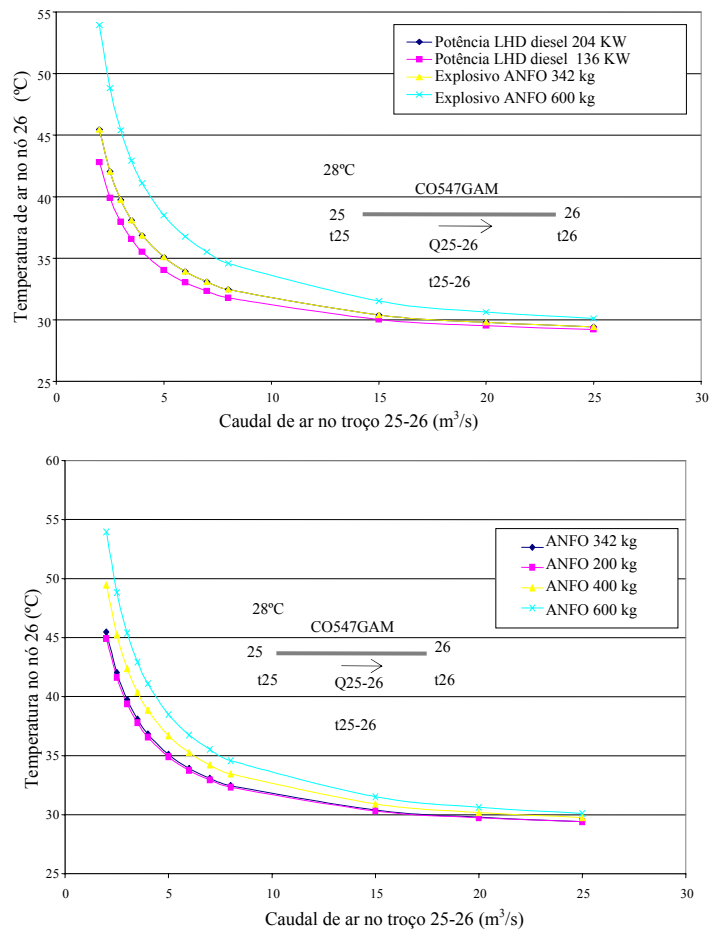 55
50
45
40
35
30
25
Temperatura de ar no nó 26 (ºC)
Potência LHD diesel 204 KW
Potência LHD diesel 136 KW
Explosivo ANFO 342 kg
Explosivo ANFO 600 kg
28ºC
CO547GAM
25
26
t25
Q25-26
t26
t25-26
0 5 10 15 20 25 30
Caudal de ar no troço 25-26 (m³/s)
60
55
50
45
40
35
30
25
Temperatura no nó 26 (ºC)
ANFO 342 kg
ANFO 200 kg
ANFO 400 kg
ANFO 600 kg
28ºC
CO547GAM
25
26
t25
Q25-26
t26
t25-26
0 5 10 15 20 25 30
Caudal de ar no troço 25-26 (m³/s)